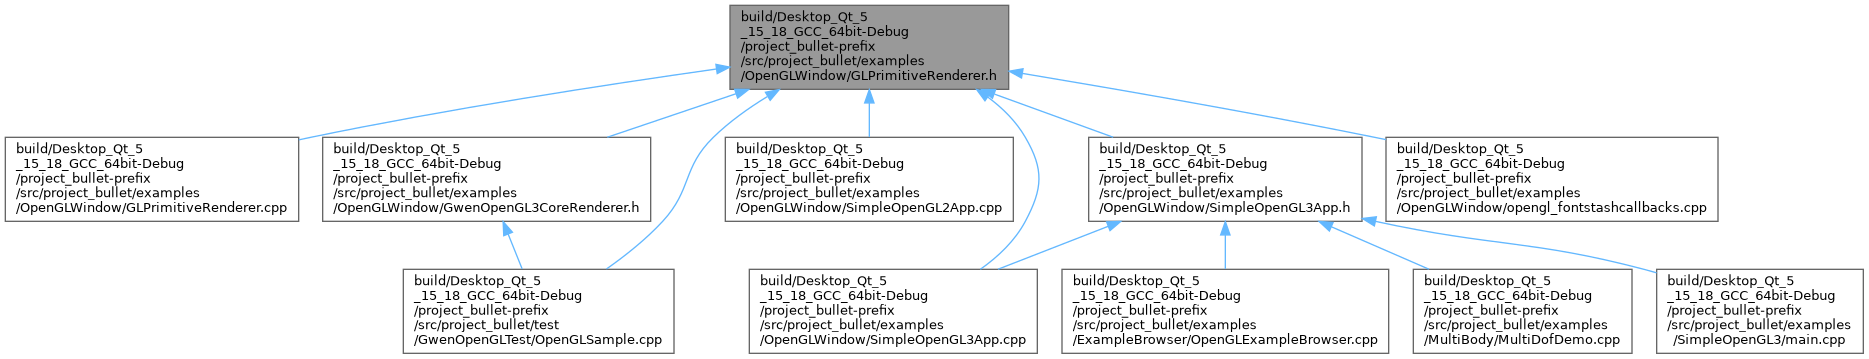 build/Desktop_Qt_5
_15_18_GCC_64bit-Debug
/project_bullet-prefix
/src/project_bullet/examples
/OpenGLWindow/GLPrimitiveRenderer.h
build/Desktop_Qt_5
_15_18_GCC_64bit-Debug
/project_bullet-prefix
/src/project_bullet/examples
/OpenGLWindow/GLPrimitiveRenderer.cpp
build/Desktop_Qt_5
_15_18_GCC_64bit-Debug
/project_bullet-prefix
/src/project_bullet/examples
/OpenGLWindow/GwenOpenGL3CoreRenderer.h
build/Desktop_Qt_5
_15_18_GCC_64bit-Debug
/project_bullet-prefix
/src/project_bullet/examples
/OpenGLWindow/SimpleOpenGL2App.cpp
build/Desktop_Qt_5
_15_18_GCC_64bit-Debug
/project_bullet-prefix
/src/project_bullet/examples
/OpenGLWindow/SimpleOpenGL3App.h
build/Desktop_Qt_5
_15_18_GCC_64bit-Debug
/project_bullet-prefix
/src/project_bullet/examples
/OpenGLWindow/opengl_fontstashcallbacks.cpp
build/Desktop_Qt_5
_15_18_GCC_64bit-Debug
/project_bullet-prefix
/src/project_bullet/test
/GwenOpenGLTest/OpenGLSample.cpp
build/Desktop_Qt_5
_15_18_GCC_64bit-Debug
/project_bullet-prefix
/src/project_bullet/examples
/OpenGLWindow/SimpleOpenGL3App.cpp
build/Desktop_Qt_5
_15_18_GCC_64bit-Debug
/project_bullet-prefix
/src/project_bullet/examples
/ExampleBrowser/OpenGLExampleBrowser.cpp
build/Desktop_Qt_5
_15_18_GCC_64bit-Debug
/project_bullet-prefix
/src/project_bullet/examples
/MultiBody/MultiDofDemo.cpp
build/Desktop_Qt_5
_15_18_GCC_64bit-Debug
/project_bullet-prefix
/src/project_bullet/examples
/SimpleOpenGL3/main.cpp